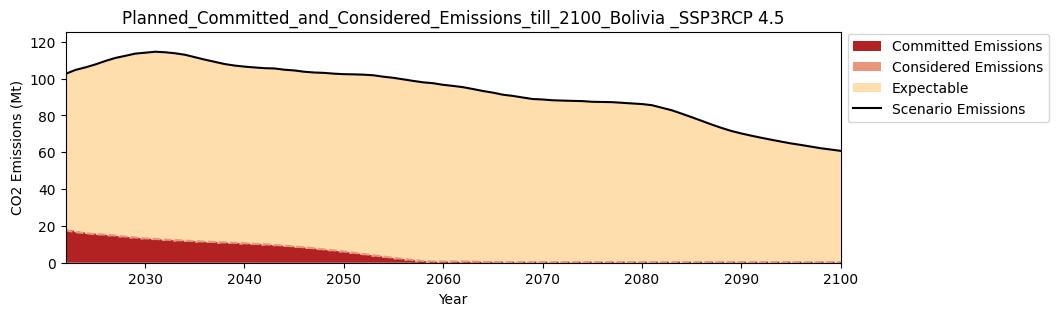 Planned_Committed_and_Considered_Emissions_till_2100_Bolivia _SSP3RCP 4.5
120
100
80
60
40
20
0
CO2 Emissions (Mt)
2030
2040
2050
2060
2070
2080
2090
2100
Year
Committed Emissions
Considered Emissions
Expectable
Scenario Emissions